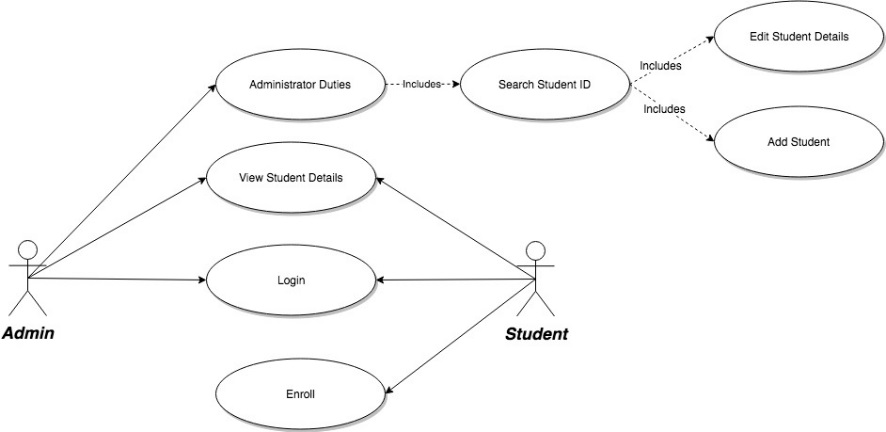 Edit Student Details
Includes
Administrator Duties
Includes
Search Student ID
Includes
Add Student
View Student Details
Login
Admin
Student
Enroll